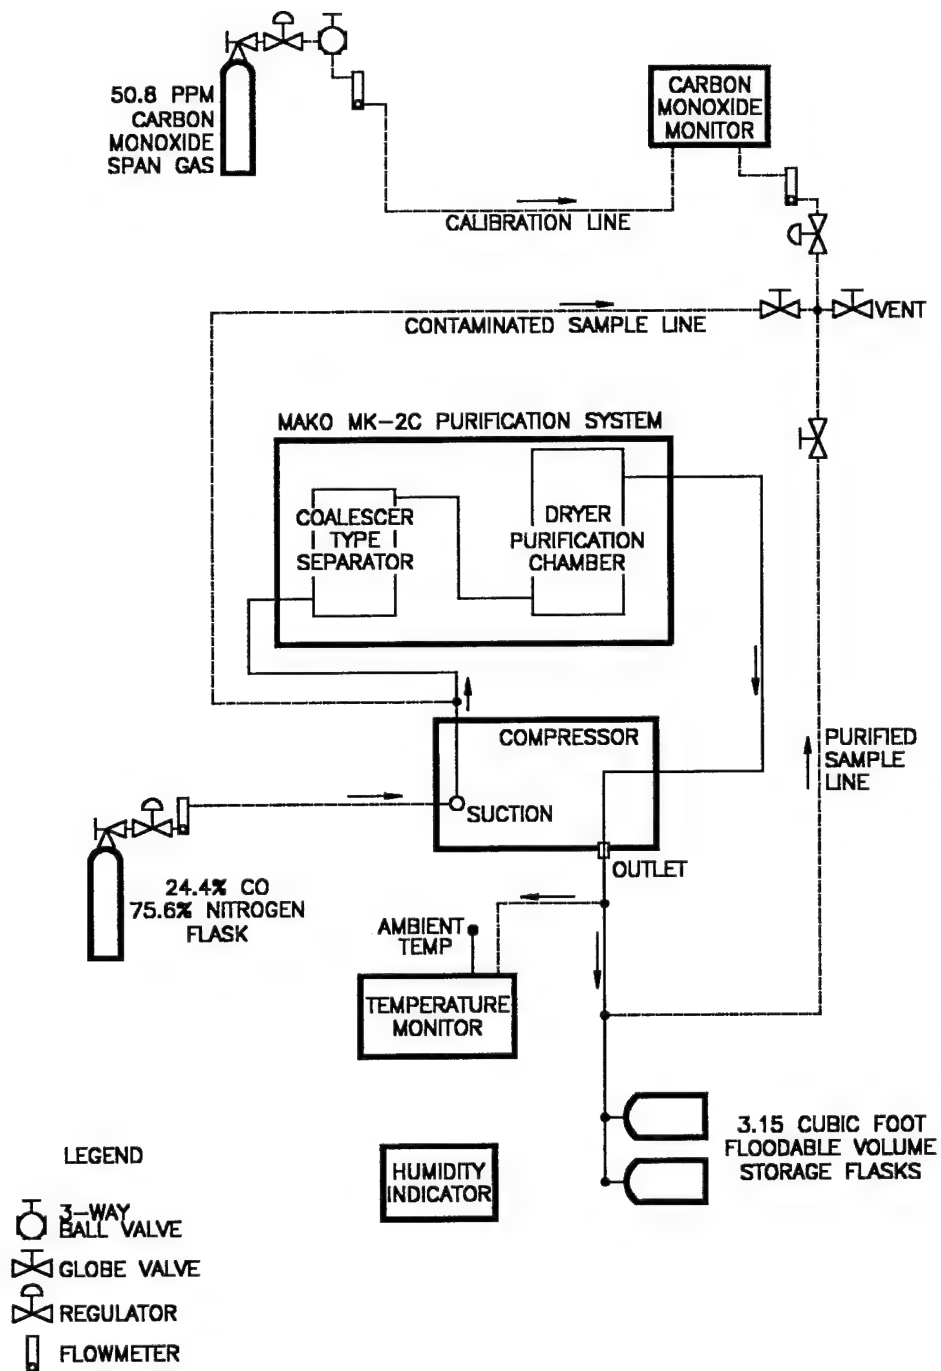 50.8 PPM
CARBON
MONOXIDE
SPAN GAS
CARBON
MONOXIDE
MONITOR
CALIBRATION LINE
CONTAMINATED SAMPLE LINE
VENT
MAKO MK-2C PURIFICATION SYSTEM
COALESCER
TYPE
SEPARATOR
DRYER
PURIFICATION
CHAMBER
COMPRESSOR
PURIFIED
SAMPLE
LINE
SUCTION
OUTLET
24.4% CO
75.6% NITROGEN
FLASK
AMBIENT
TEMP
TEMPERATURE
MONITOR
3.15 CUBIC FOOT
FLOODABLE VOLUME
STORAGE FLASKS
HUMIDITY
INDICATOR
LEGEND
3-WAY
BALL VALVE
GLOBE VALVE
REGULATOR
FLOWMETER